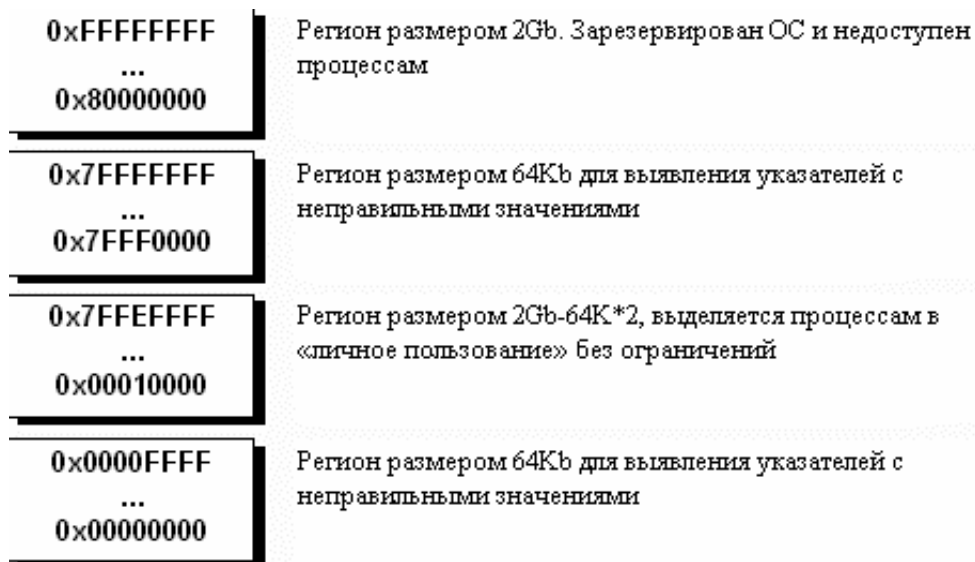 0xFFFFFFFF
...
0x80000000
Регион размером 2Gb. Зарезервирован ОС и недоступен
процессам
0x7FFFFFFF
...
0x7FFF0000
Регион размером 64Kb для выявления указателей с
неправильными значениями
0x7FFEFFFF
...
0x00010000
Регион размером 2Gb-64K*2, выделяется процессам в
«личное пользование» без ограничений
0x0000FFFF
...
0x00000000
Регион размером 64Kb для выявления указателей с
неправильными значениями